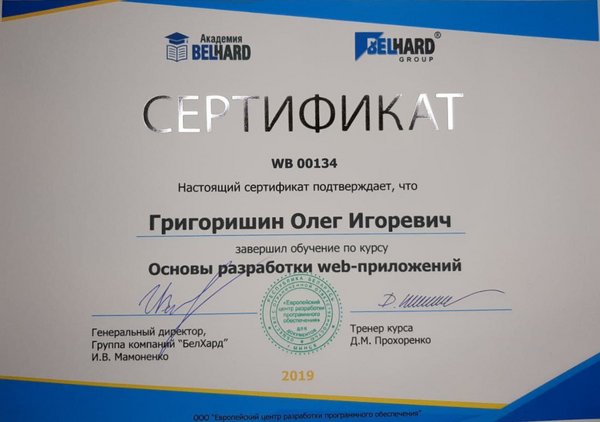 Академия
BELHARD
BELHARD®
GROUP
СЕРТИФИКАТ
WB 00134
Настоящий сертификат подтверждает, что
Григоришин Олег Игоревич
завершил обучение по курсу
Основы разработки web-приложений
«Европейский
центр разработки
программного
обеспечения»
ДЛЯ
ДОКУМЕНТОВ
Г. МИНСК
РЕСПУБЛИКА БЕЛАРУСЬ
Генеральный директор,
Группа компаний "БелХард"
И.В. Мамоненко
Тренер курса
Д.М. Прохоренко
2019
ООО "Европейский центр разработки программного обеспечения"